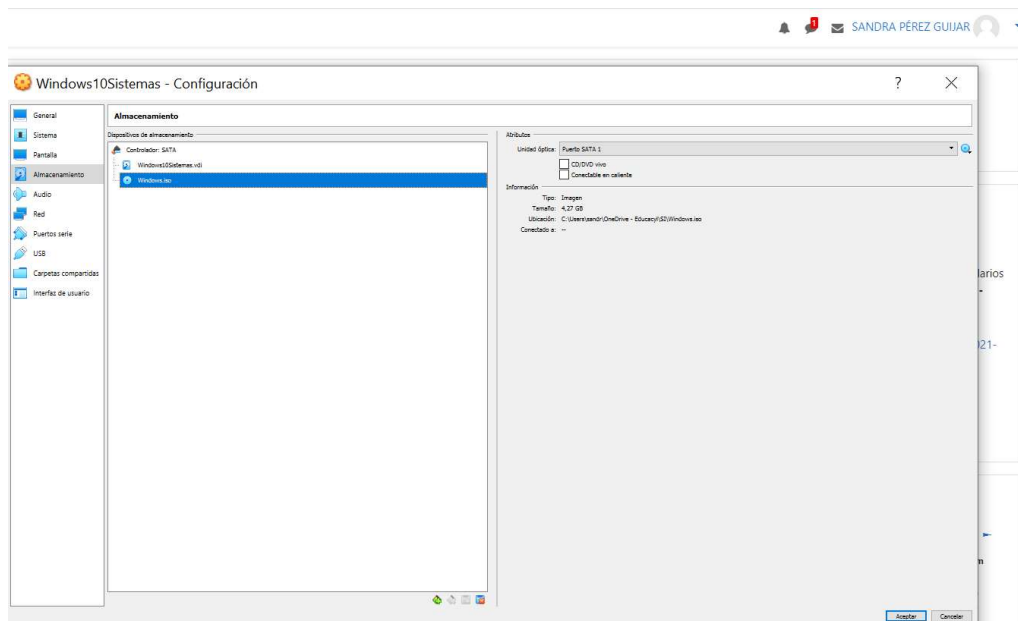 1
SANDRA PÉREZ GUIJAR
Windows10Sistemas - Configuración
?
General
Sistema
Pantalla
Almacenamiento
Audio
Red
Puertos serie
USB
Carpetas compartidas
Interfaz de usuario
Almacenamiento
Dispositivos de almacenamiento
Controlador: SATA
Windows10Sistemas.vdi
Windows.iso
Atributos
Unidad óptica: Puerto SATA 1
CD/DVD vivo
Conectable en caliente
Información
Tipo: Imagen
Tamaño: 4,27 GB
Ubicación: C:\Users\sandr\OneDrive - Educacyl\SI\Windows.iso
Conectado a: --
larios
-
021-
m
Aceptar Cancelar